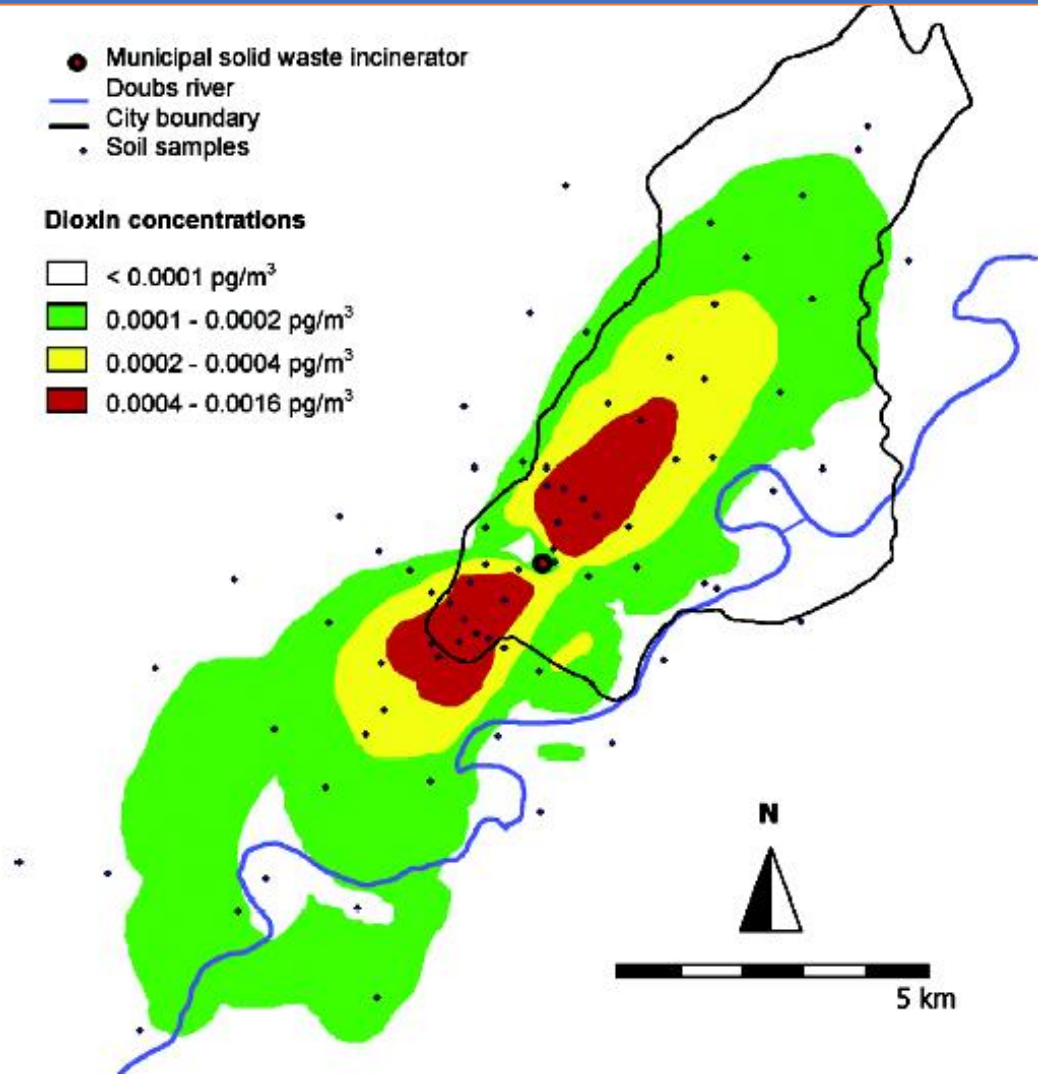 Municipal solid waste incinerator
Doubs river
City boundary
Soil samples
Dioxin concentrations
< 0.0001 pg/m³
0.0001 - 0.0002 pg/m³
0.0002 - 0.0004 pg/m³
0.0004 - 0.0016 pg/m³
N
5 km